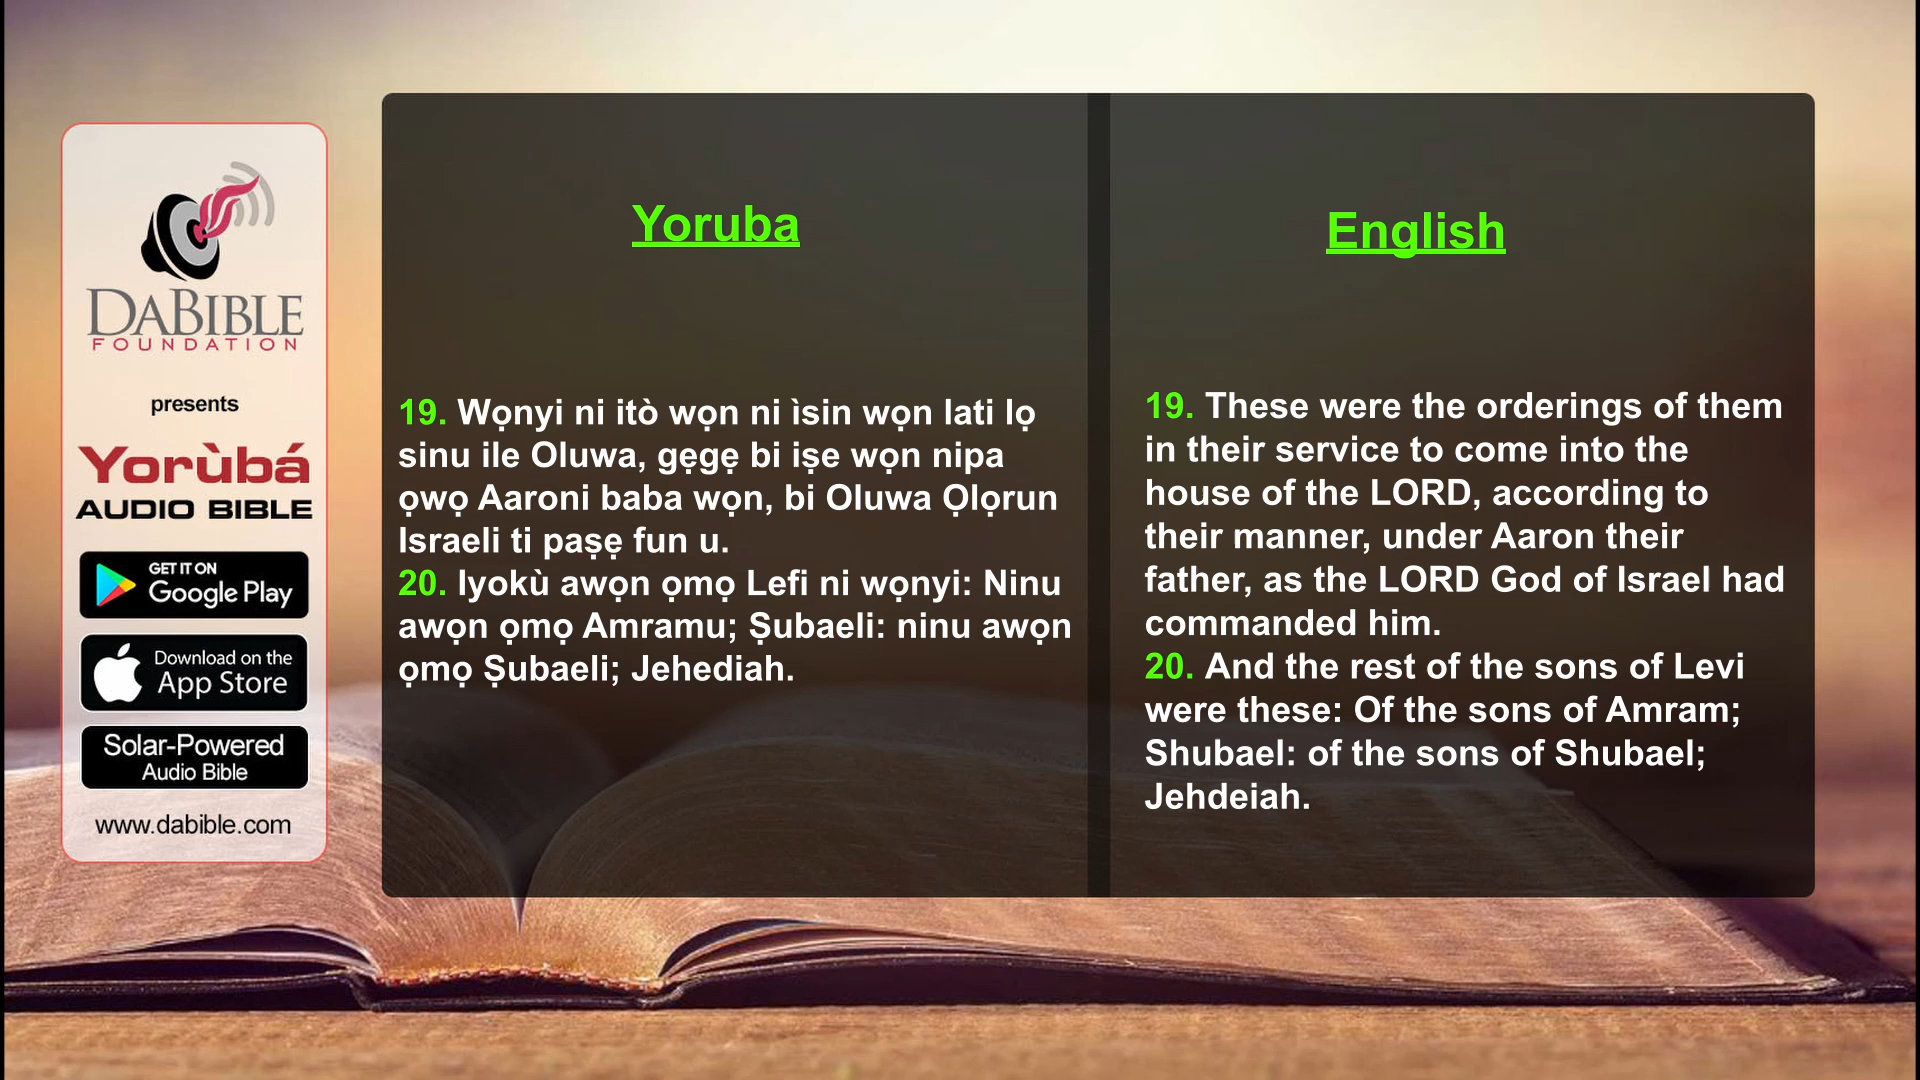 DABIBLE
FOUNDATION
presents
Yorùbá
AUDIO BIBLE
GET IT ON
Google Play
Download on the
App Store
Solar-Powered
Audio Bible
www.dabible.com
Yoruba
19. Wọnyi ni itò wọn ni ìsin wọn lati lọ
sinu ile Oluwa, gẹgẹ bi iṣe wọn nipa
ọwọ Aaroni baba wọn, bi Oluwa Ọlọrun
Israeli ti paṣẹ fun u.
20. Iyokù awọn ọmọ Lefi ni wọnyi: Ninu
awọn ọmọ Amramu; Ṣubaeli: ninu awọn
ọmọ Ṣubaeli; Jehediah.
English
19. These were the orderings of them
in their service to come into the
house of the LORD, according to
their manner, under Aaron their
father, as the LORD God of Israel had
commanded him.
20. And the rest of the sons of Levi
were these: Of the sons of Amram;
Shubael: of the sons of Shubael;
Jehdeiah.